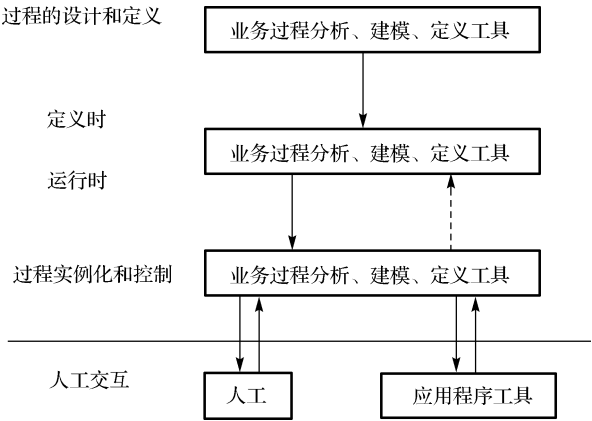 过程的设计和定义
业务过程分析、建模、定义工具
定义时
业务过程分析、建模、定义工具
运行时
过程实例化和控制
业务过程分析、建模、定义工具
人工交互
人工
应用程序工具